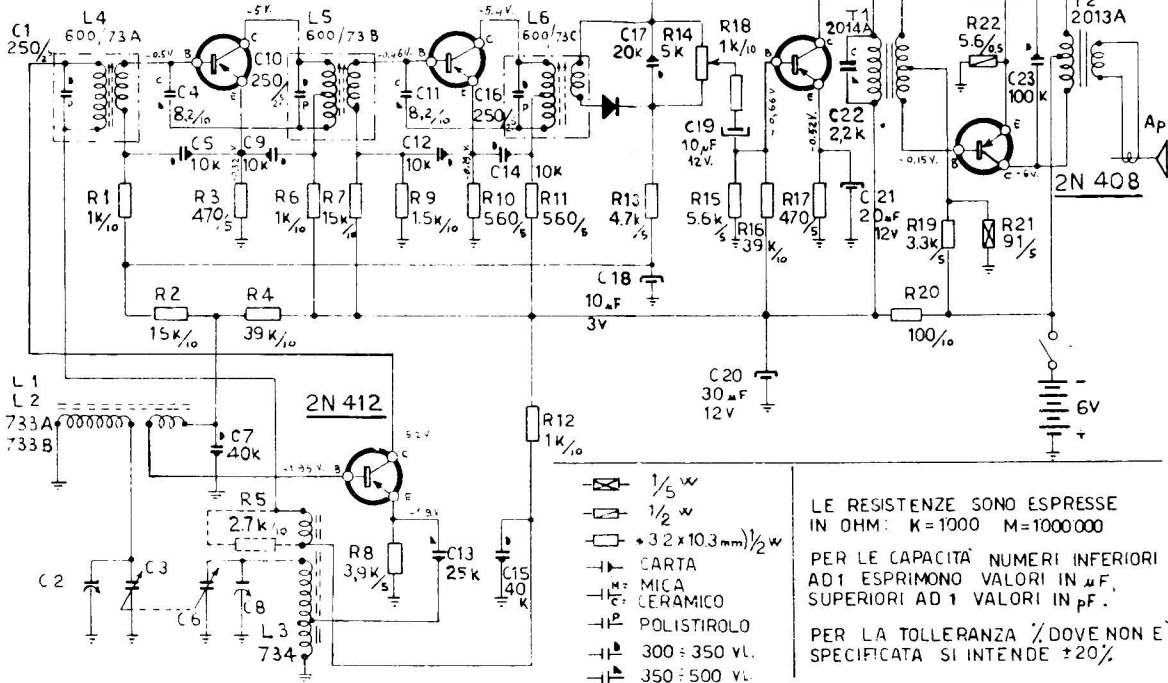 C1
250/2
L4
600/73A
-0.5V.
-5V.
L5
600/73B
C10
250
-5.4V
L6
600/73C
C17
20K
R14
5K
R18
1K/10
T1
2014A
R22
5.6/0.5
2013A
C4
8,2/10
C11
8,2/10
C16
250
C19
10µF
12V.
-0.66V
-0.52V.
C22
2,2K
C23
100K
Ap
B
C
E
C5
10K
C9
10K
C12
10K
C14
10K
-0.15V.
-6V.
2N 408
R1
1K/10
R3
470/5
R6
1K/10
R7
15K/10
R9
1.5K/10
R10
560/5
R11
560/5
R13
4.7K/5
R15
5.6K/5
R16
39K/10
R17
470/5
C21
20µF
12V
R19
3.3K/5
R21
91/5
R2
15K/10
R4
39K/10
C18
10µF
3V
R20
100/10
C20
30µF
12V
6V
L1
L2
733A
733B
C7
40K
2N 412
5.2V
-1.9V.
R12
1K/10
R5
2.7K/10
C2
C3
C6
C8
L3
734
R8
3,9K/5
C13
25K
C15
40K
1/5 W
1/2 W
+3.2x10.3mm)1/2 W
CARTA
M= MICA
C= CERAMICO
P POLISTIROLO
300÷350 VL.
350÷500 VL.
LE RESISTENZE SONO ESPRESSE
IN OHM: K=1000 M=1000000
PER LE CAPACITÀ NUMERI INFERIORI
AD1 ESPRIMONO VALORI IN µF,
SUPERIORI AD 1 VALORI IN pF.
PER LA TOLLERANZA % DOVE NON E'
SPECIFICATA SI INTENDE ±20%